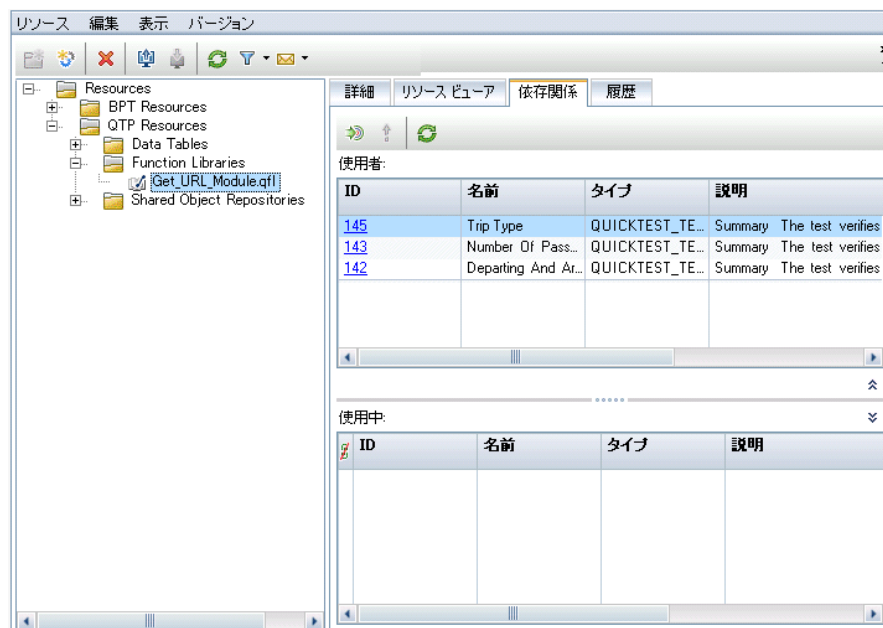 リソース 編集 表示 バージョン
Resources
BPT Resources
QTP Resources
Data Tables
Function Libraries
Get_URL_Module.qfl
Shared Object Repositories
詳細 リソース ビューア 依存関係 履歴
使用者:
ID 名前 タイプ 説明
145 Trip Type QUICKTEST_TE... Summary The test verifies
143 Number Of Pass... QUICKTEST_TE... Summary The test verifies
142 Departing And Ar... QUICKTEST_TE... Summary The test verifies
使用中:
ID 名前 タイプ 説明